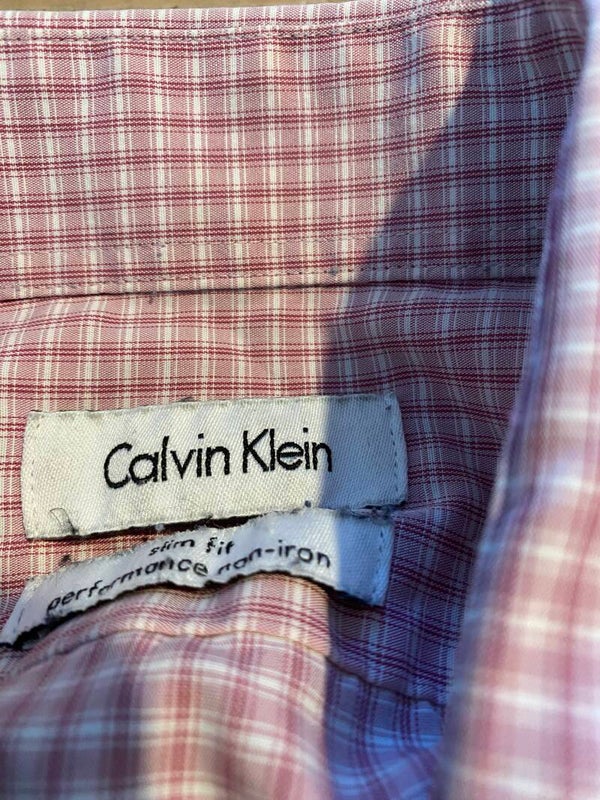 Calvin Klein
slim fit
performance non-iron